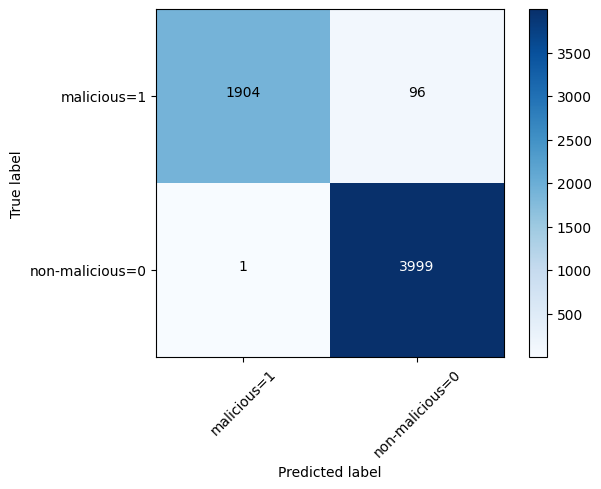 malicious=1
1904
96
non-malicious=0
1
3999
True label
malicious=1
non-malicious=0
Predicted label
3500
3000
2500
2000
1500
1000
500